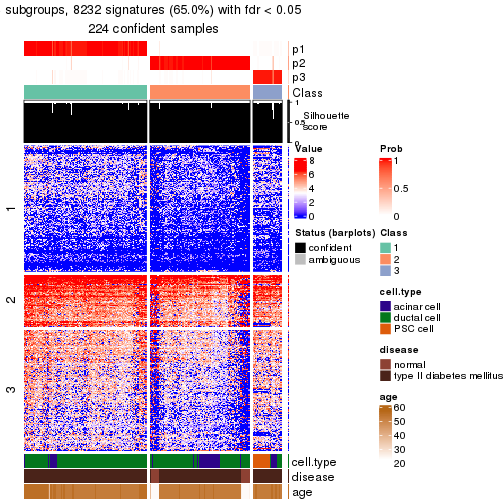 subgroups, 8232 signatures (65.0%) with fdr < 0.05
224 confident samples
p1
p2
p3
Class
1
0.5
0
Silhouette
score
1
2
3
cell.type
disease
age
Value
8
6
4
2
0
Prob
1
0.5
0
Status (barplots)
confident
ambiguous
Class
1
2
3
cell.type
acinar cell
ductal cell
PSC cell
disease
normal
type II diabetes mellitus
age
60
50
40
30
20